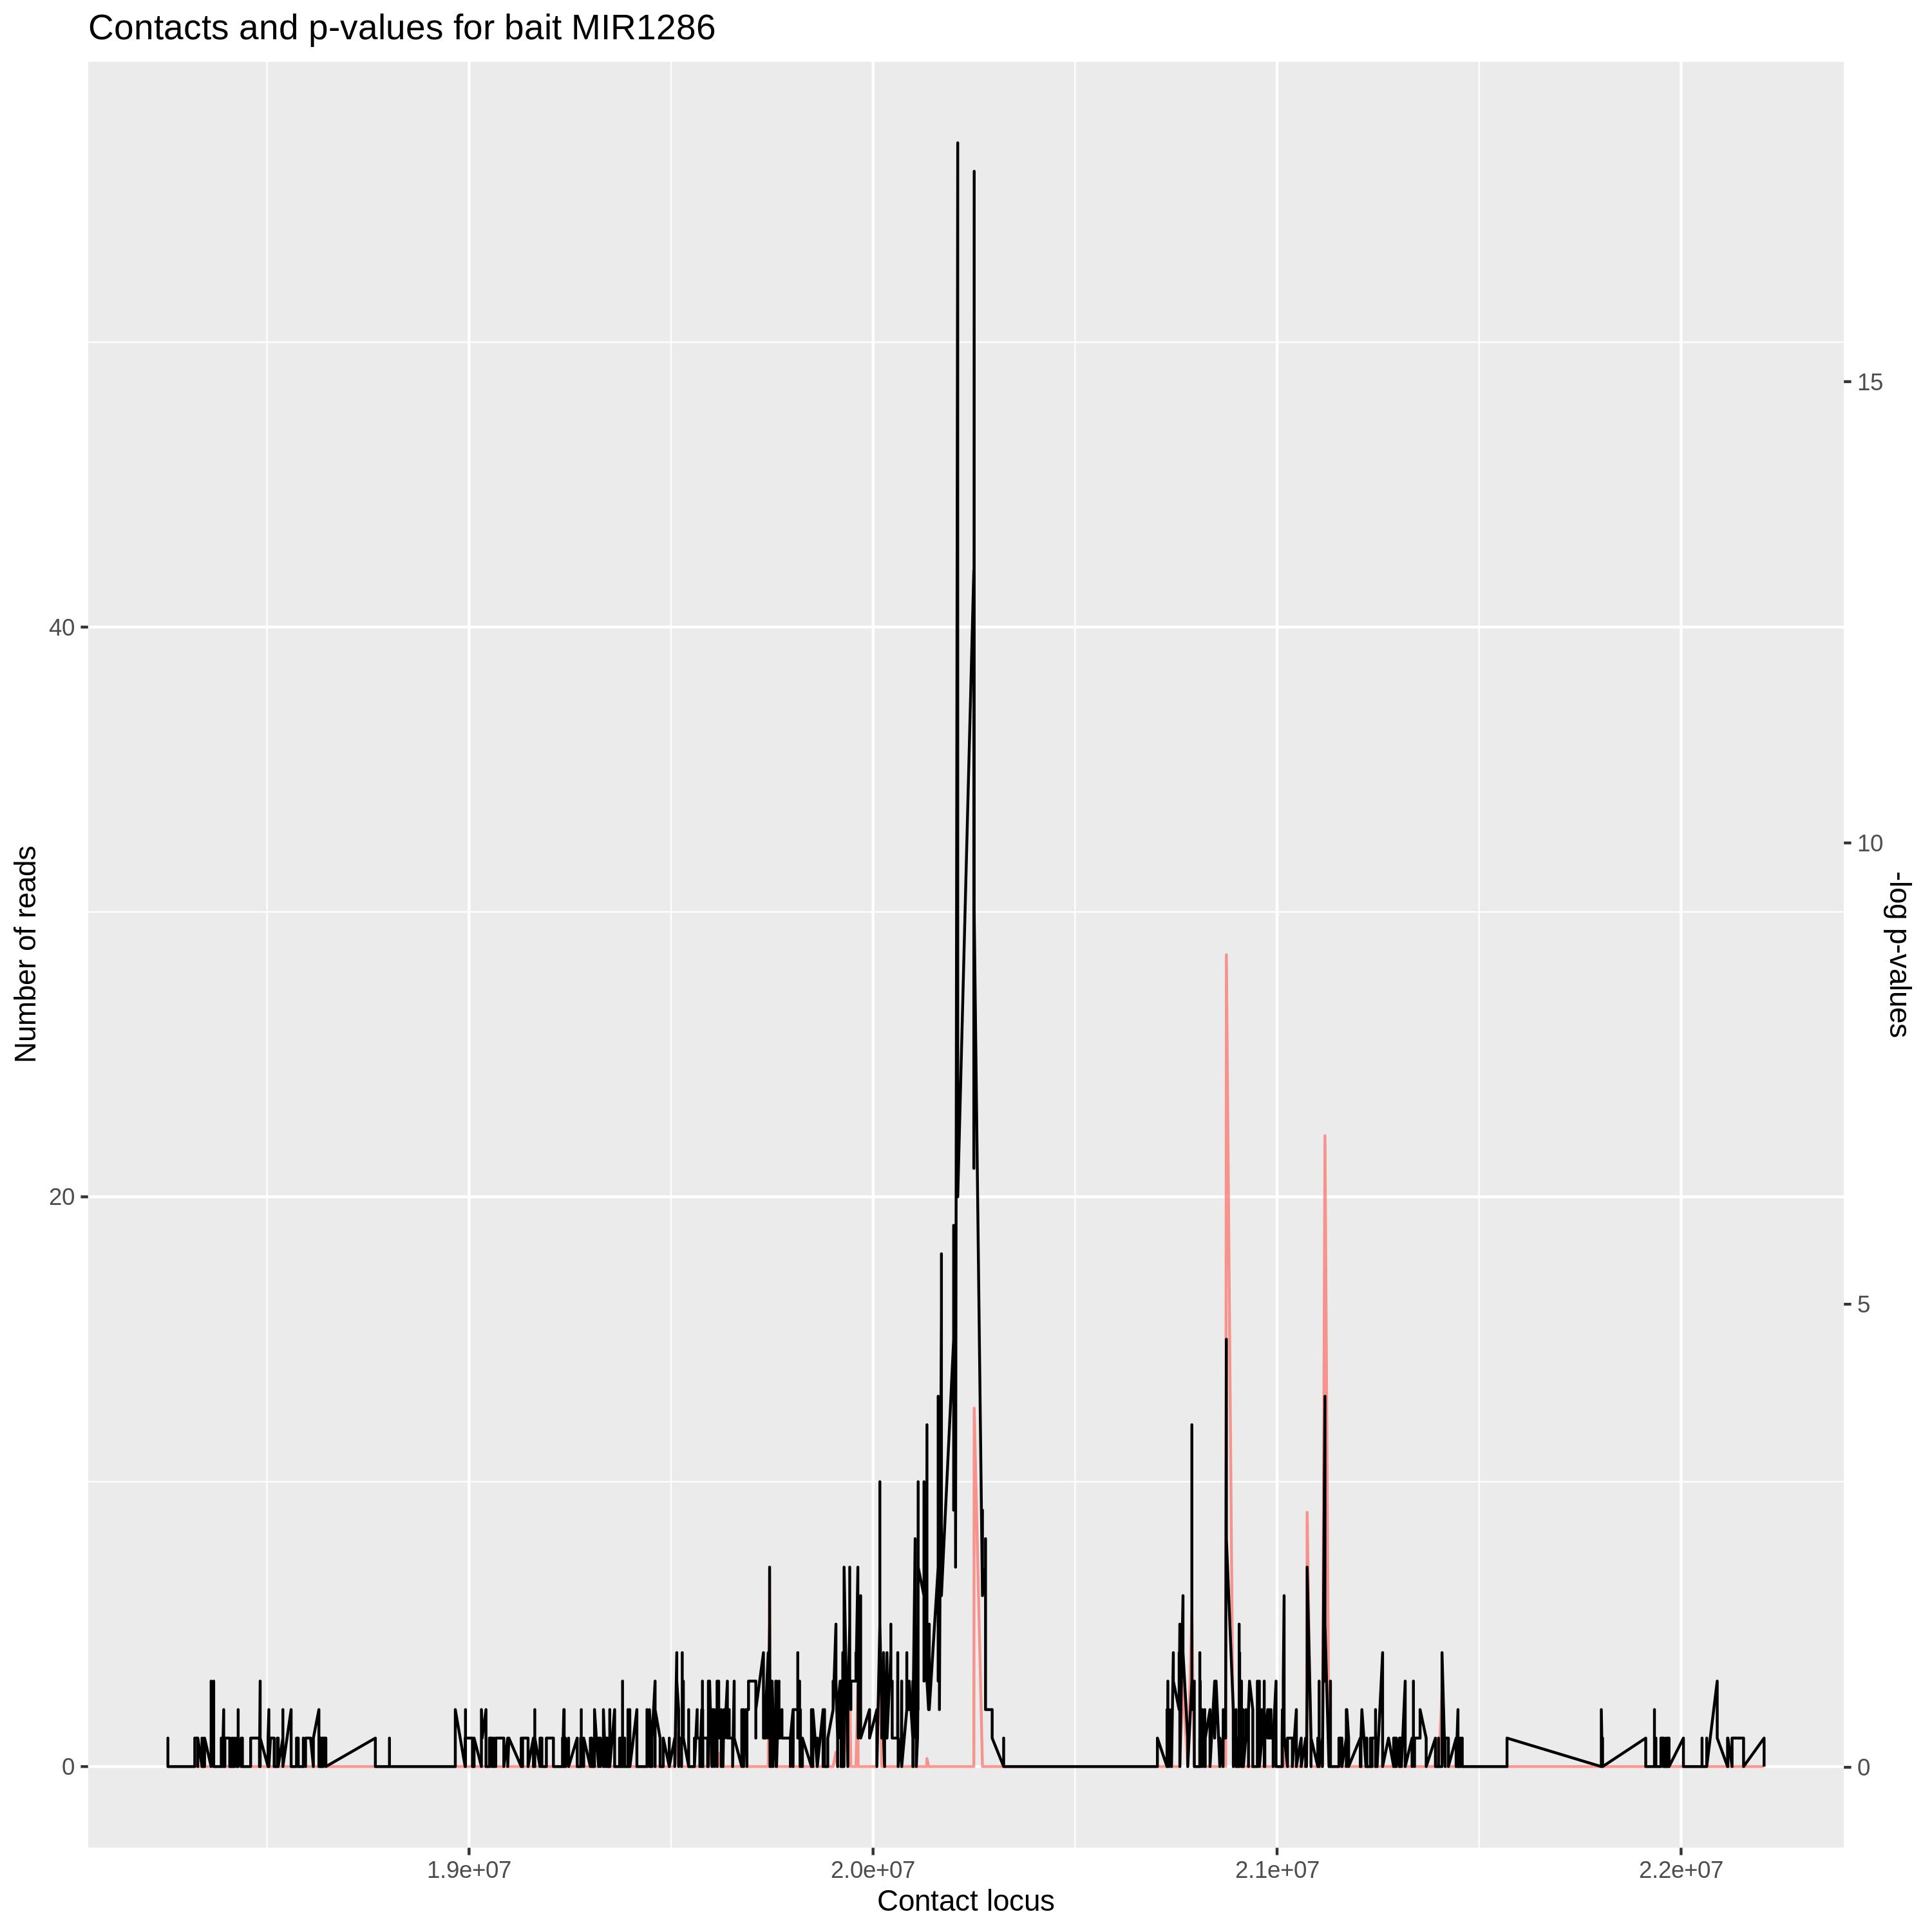 Contacts and p-values for bait MIR1286
Number of reads
40
20
0
15
10
5
0
-log p-values
1.9e+07
2.0e+07
2.1e+07
2.2e+07
Contact locus